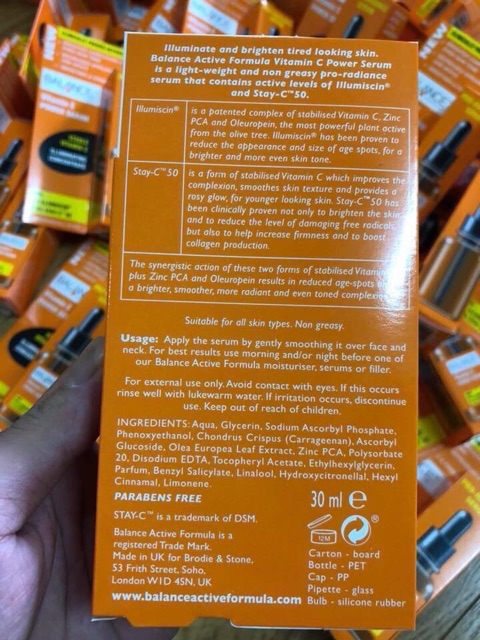 Illuminate and brighten tired looking skin.
Balance Active Formula Vitamin C Power Serum
is a light-weight and non greasy pro-radiance
serum that contains active levels of Illumiscin®
and Stay-C™50.
Illumiscin®
is a patented complex of stabilised Vitamin C, Zinc
PCA and Oleuropein, the most powerful plant active
from the olive tree. Illumiscin® has been proven to
reduce the appearance and size of age spots, for a
brighter and more even skin tone.
Stay-C™ 50
is a form of stabilised Vitamin C which improves the
complexion, smoothes skin texture and provides a
rosy glow, for younger looking skin. Stay-C™50 has
been clinically proven not only to brighten the skin
and to reduce the level of damaging free radicals,
but also to help increase firmness and to boost
collagen production.
The synergistic action of these two forms of stabilised Vitamin
plus Zinc PCA and Oleuropein results in reduced age-spots
a brighter, smoother, more radiant and even toned
Suitable for all skin types. Non greasy.
Usage: Apply the serum by gently smoothing it over face and
neck. For best results use morning and/or night before one of
our Balance Active Formula moisturiser, serums or filler.
For external use only. Avoid contact with eyes. If this occurs
rinse well with lukewarm water. If irritation occurs, discontinue
use. Keep out of reach of children.
INGREDIENTS: Aqua, Glycerin, Sodium Ascorbyl Phosphate,
Phenoxyethanol, Chondrus Crispus (Carrageenan), Ascorbyl
Glucoside, Olea Europea Leaf Extract, Zinc PCA, Polysorbate
20, Disodium EDTA, Tocopheryl Acetate, Ethylhexylglycerin,
Parfum, Benzyl Salicylate, Linalool, Hydroxycitronellal, Hexyl
Cinnamal, Limonene.
PARABENS FREE
STAY-C™ is a trademark of DSM.
Balance Active Formula is a
registered Trade Mark.
Made in UK for Brodie & Stone,
53 Frith Street, Soho,
London W1D 4SN, UK
www.balanceactiveformula.com
30 ml e
12M
®
Carton - board
Bottle - PET
Cap - PP
Pipette - glass
Bulb - silicone rubber